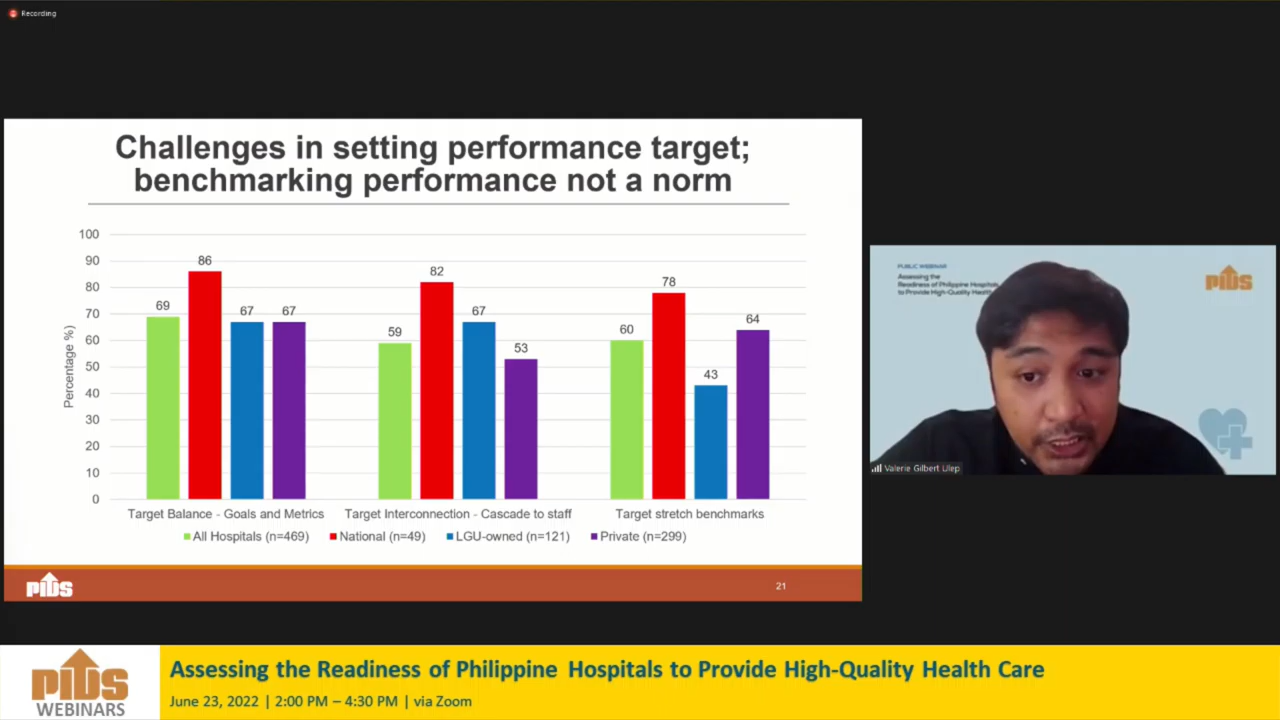 Recording
Challenges in setting performance target;
benchmarking performance not a norm
Percentage %)
100
90
80
70
60
50
40
30
20
10
0
69
86
67
67
59
82
67
53
60
78
43
64
Target Balance - Goals and Metrics
Target Interconnection - Cascade to staff
Target stretch benchmarks
All Hospitals (n=469)
National (n=49)
LGU-owned (n=121)
Private (n=299)
PIDS
21
PUBLIC WEBINAR
Assessing the
Readiness of Philippine Hospitals
to Provide High-Quality Health
PIDS
Valerie Gilbert Ulep
PIDS
WEBINARS
Assessing the Readiness of Philippine Hospitals to Provide High-Quality Health Care
June 23, 2022 | 2:00 PM – 4:30 PM | via Zoom